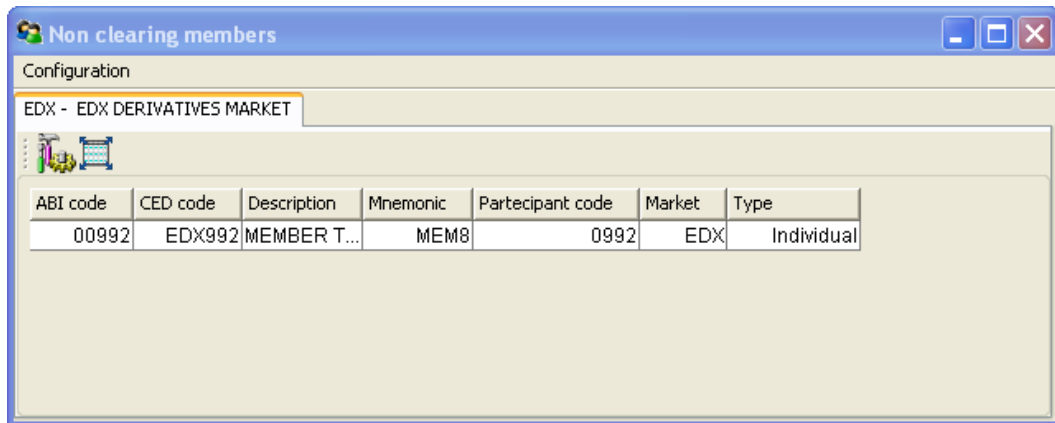 Non clearing members
Configuration
EDX - EDX DERIVATIVES MARKET
ABI code CED code Description Mnemonic Partecipant code Market Type
00992 EDX992 MEMBER T... MEM8 0992 EDX Individual